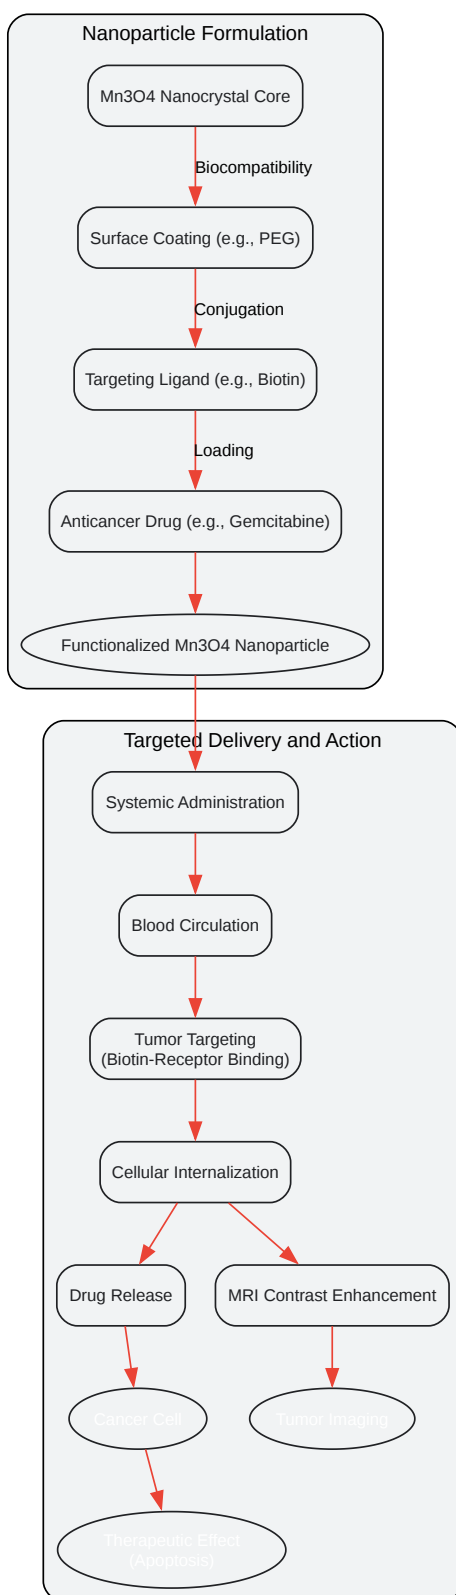 Nanoparticle Formulation
Mn3O4 Nanocrystal Core
Biocompatibility
Surface Coating (e.g., PEG)
Conjugation
Targeting Ligand (e.g., Biotin)
Loading
Anticancer Drug (e.g., Gemcitabine)
Functionalized Mn3O4 Nanoparticle
Targeted Delivery and Action
Systemic Administration
Blood Circulation
Tumor Targeting
(Biotin-Receptor Binding)
Cellular Internalization
Drug Release
MRI Contrast Enhancement
Cancer Cell
Tumor Imaging
Therapeutic Effect
(Apoptosis)